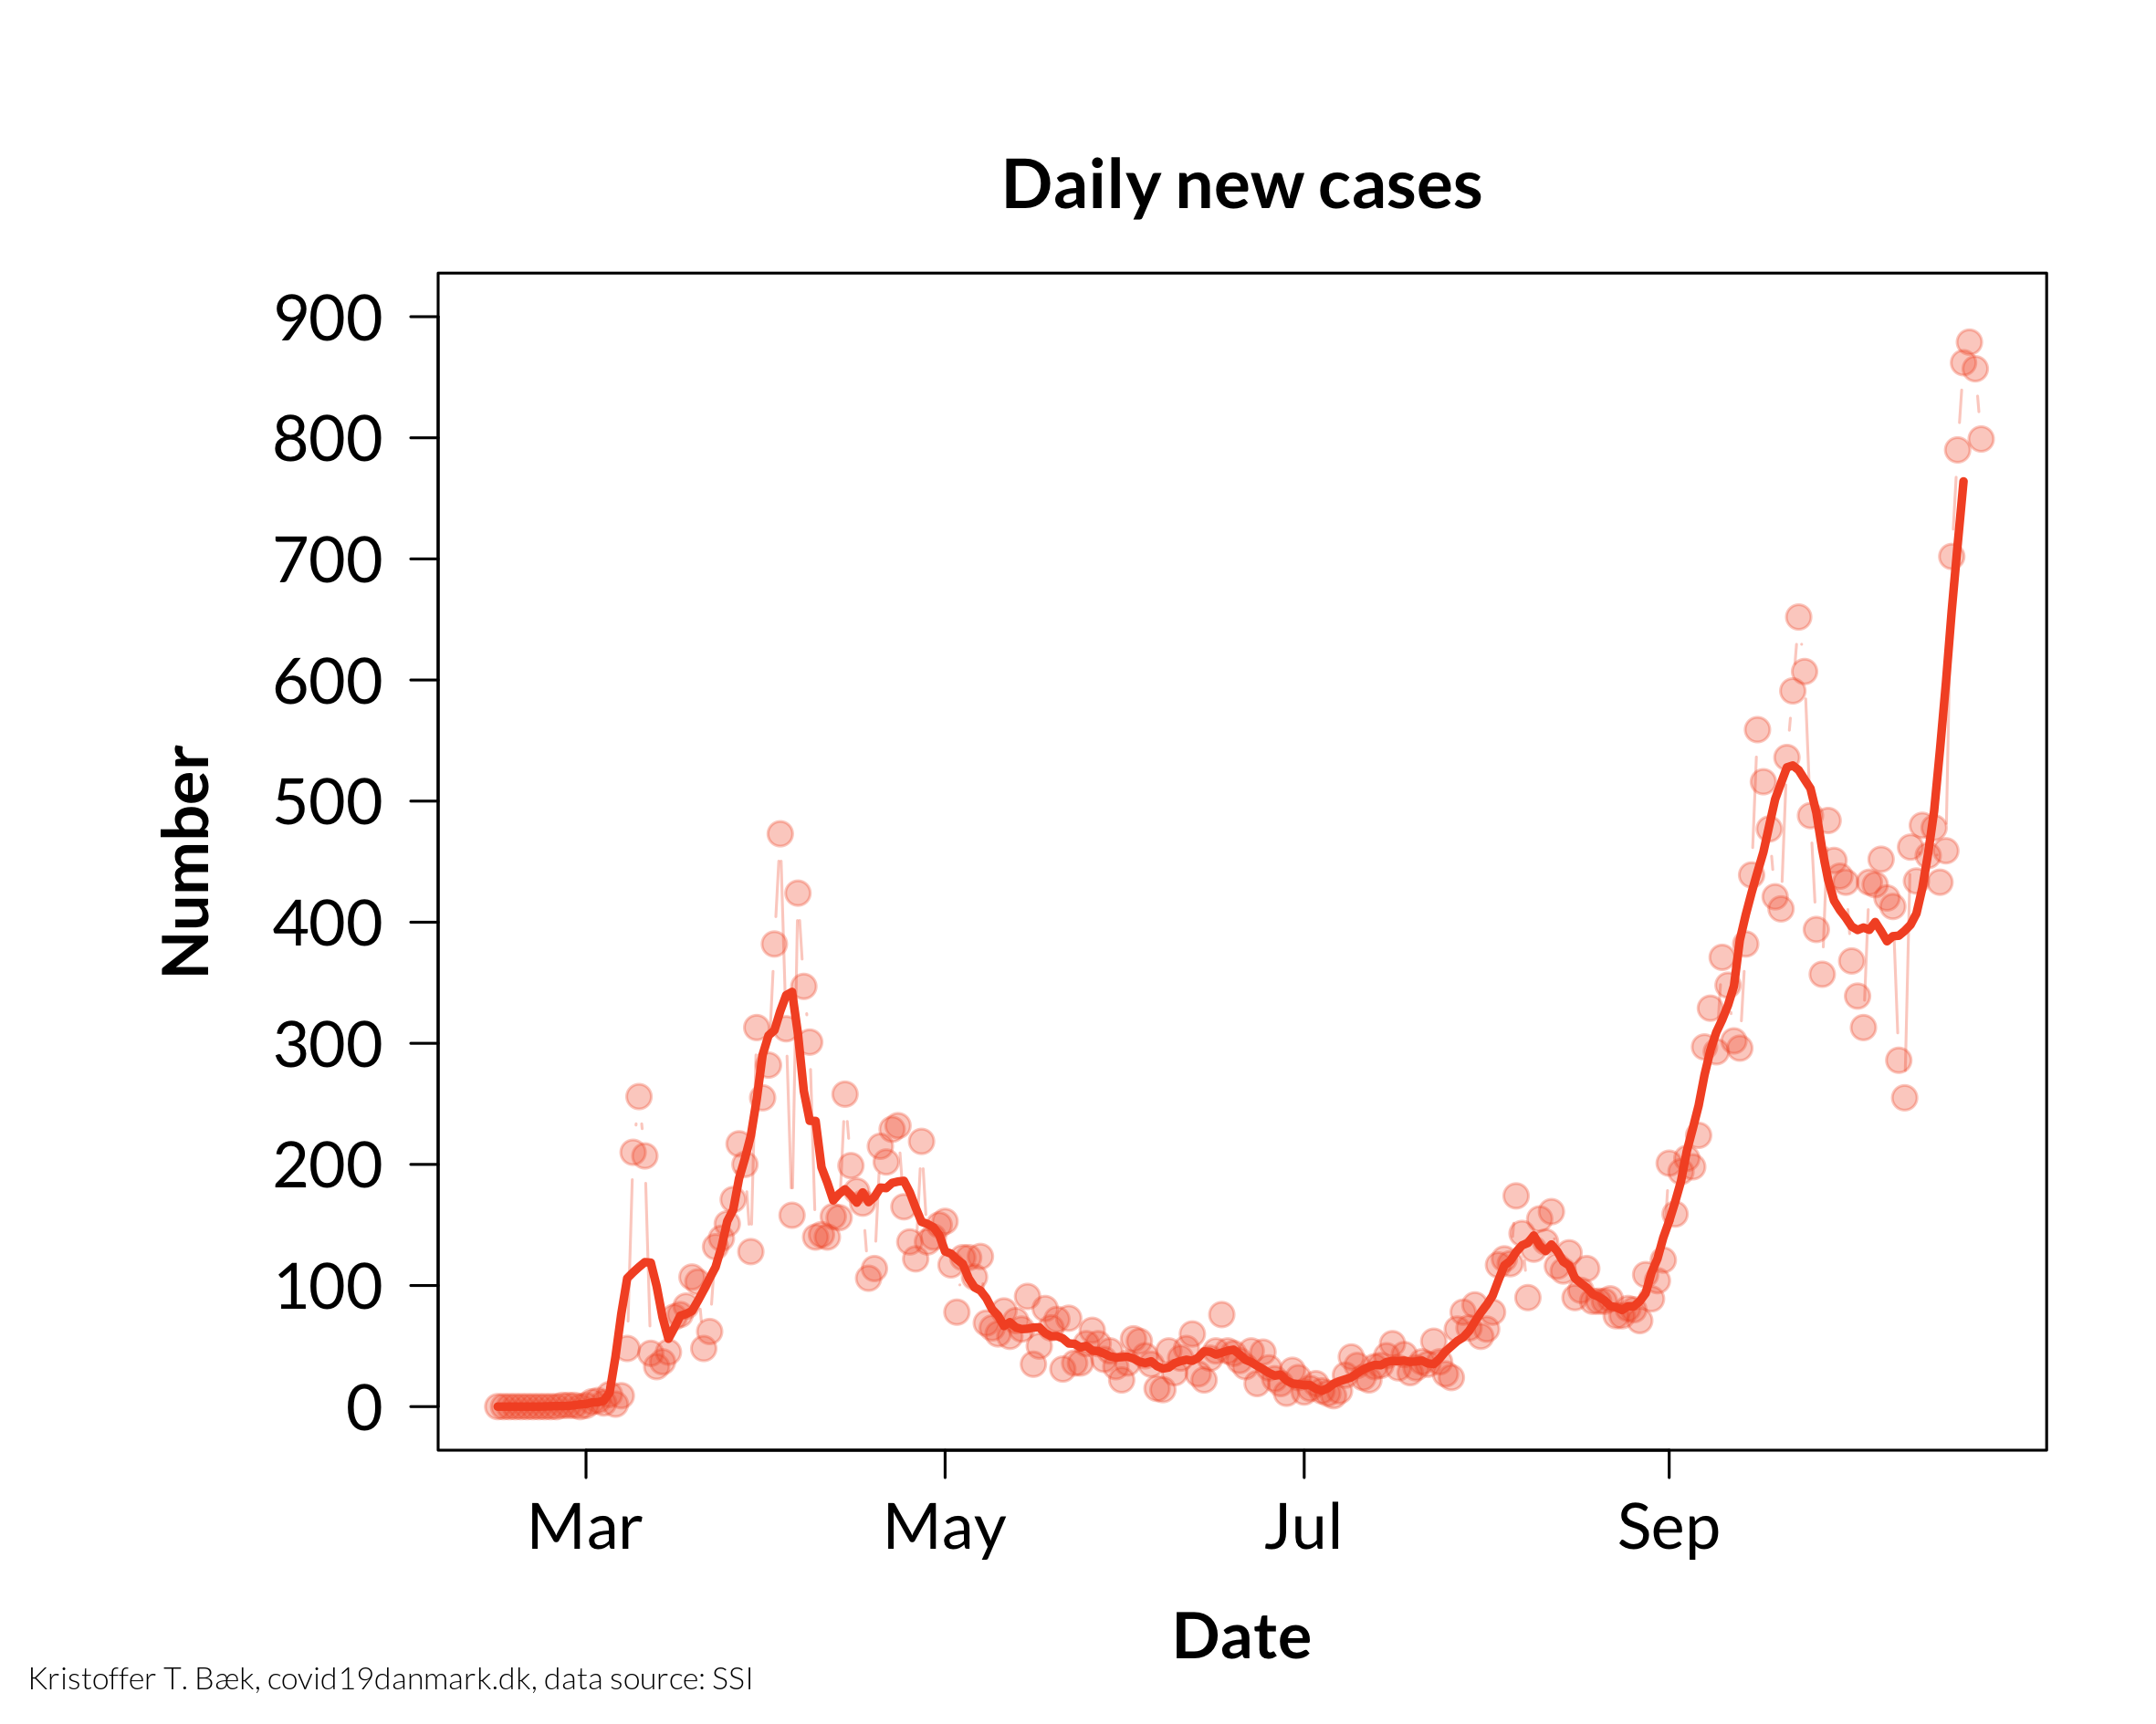 Daily new cases
900
800
700
600
500
400
300
200
100
0
Number
Mar May Jul Sep
Date
Kristoffer T. Bæk, covid19danmark.dk, data source: SSI